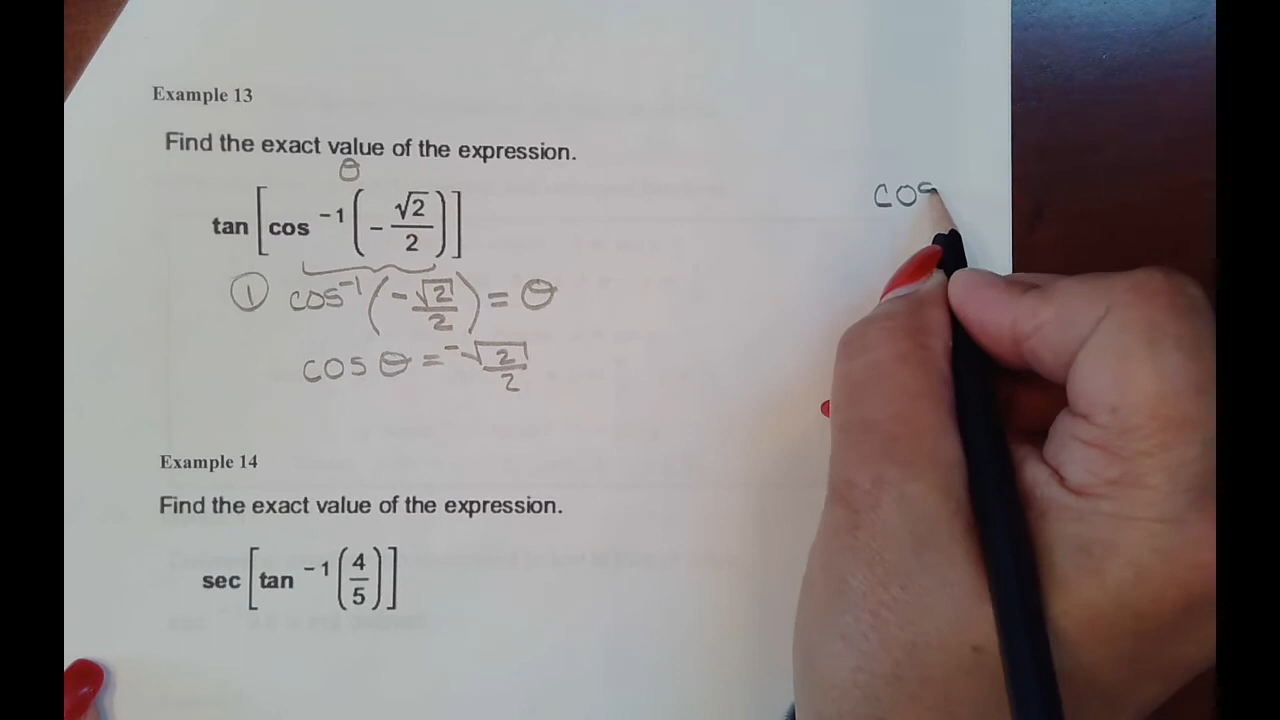 Example 13
Find the exact value of the expression.
θ
tan [cos ⁻¹ (− √2/2)]
① cos⁻¹ (−√2/2) = θ
cos θ = −√2/2
cos
Example 14
Find the exact value of the expression.
sec [tan ⁻¹ (4/5)]